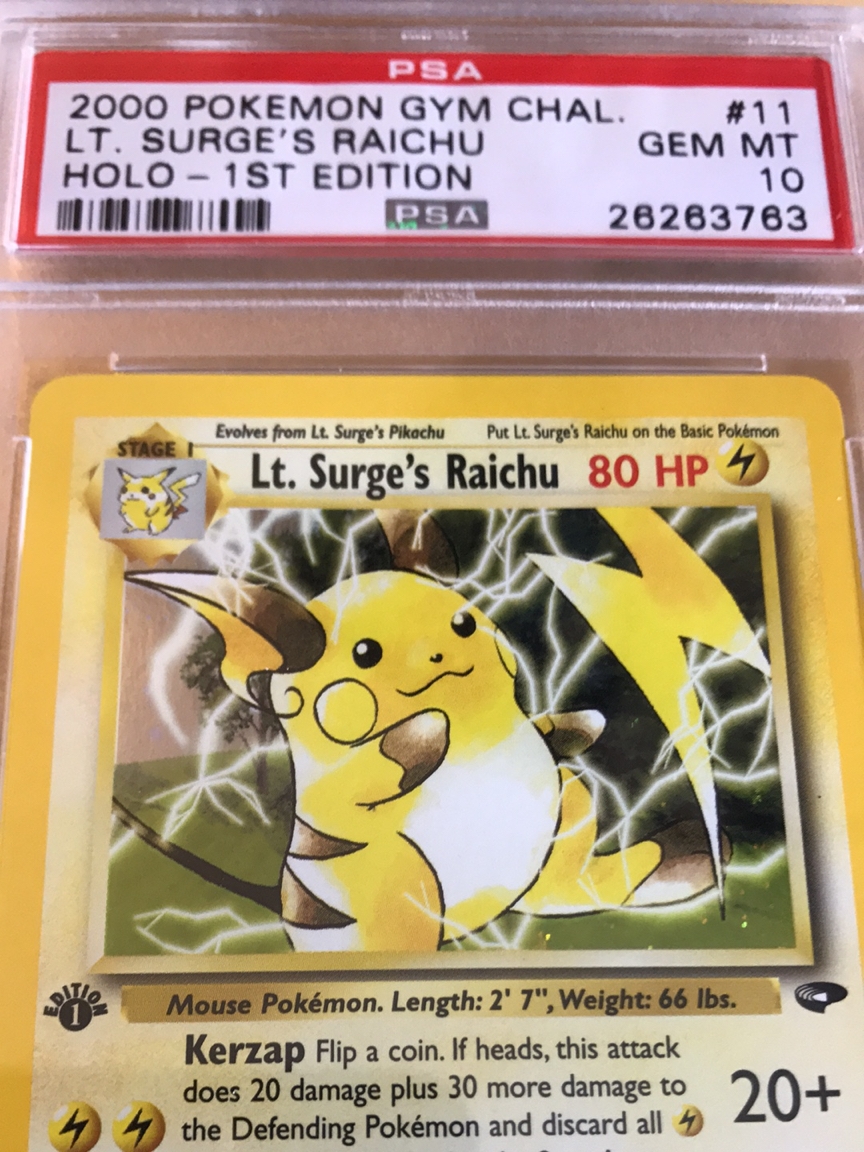 PSA
2000 POKEMON GYM CHAL. #11
LT. SURGE'S RAICHU GEM MT
HOLO – 1ST EDITION 10
PSA 26263763
Evolves from Lt. Surge's Pikachu Put Lt. Surge's Raichu on the Basic Pokémon
STAGE 1
Lt. Surge's Raichu 80 HP
EDITION 1
Mouse Pokémon. Length: 2' 7", Weight: 66 lbs.
Kerzap Flip a coin. If heads, this attack
does 20 damage plus 30 more damage to
the Defending Pokémon and discard all
20+